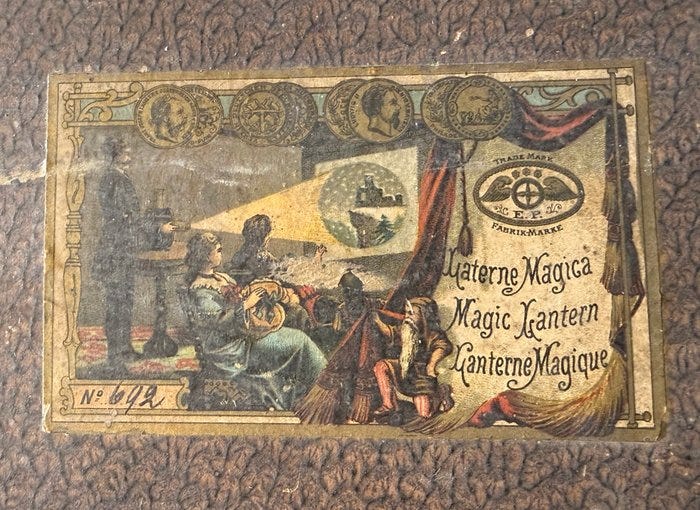 TRADE MARK
E.P.
FABRIK-MARKE
Laterne Magica
Magic Lantern
Lanterne Magique
No 692